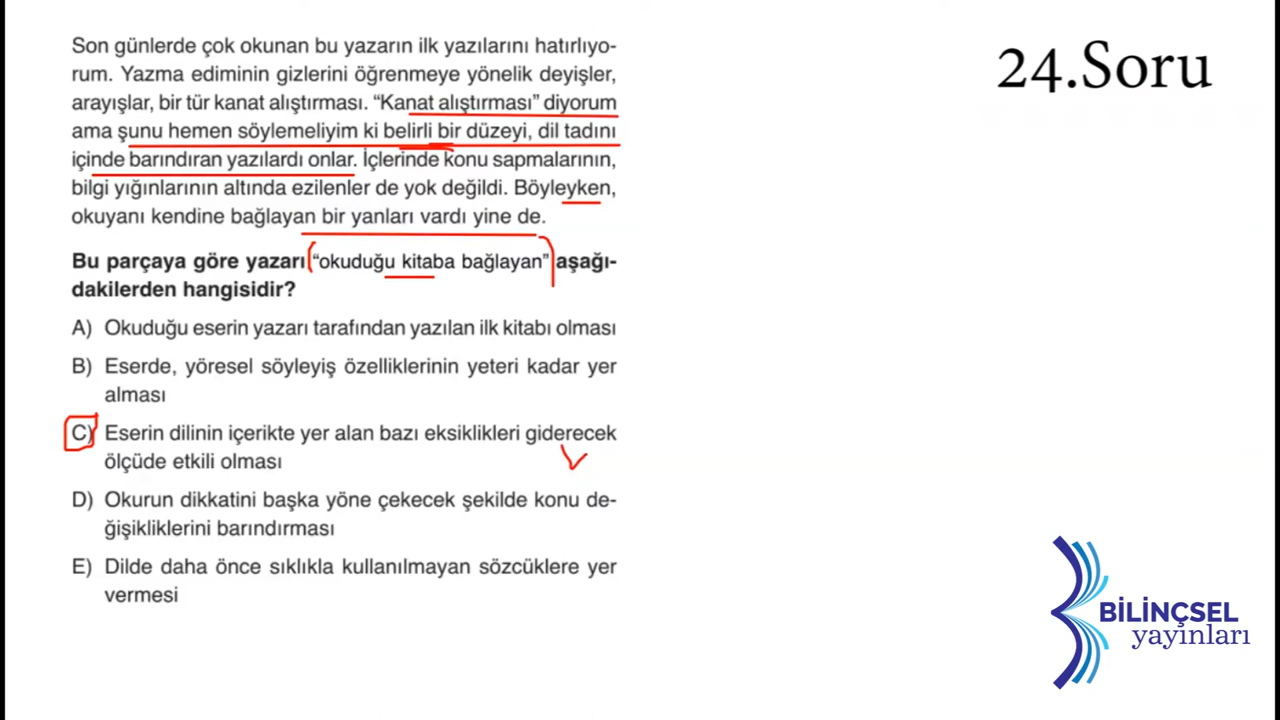 Son günlerde çok okunan bu yazarın ilk yazılarını hatırlıyo-
rum. Yazma ediminin gizlerini öğrenmeye yönelik deyişler,
arayışlar, bir tür kanat alıştırması. “Kanat alıştırması” diyorum
ama şunu hemen söylemeliyim ki belirli bir düzeyi, dil tadını
içinde barındıran yazılardı onlar. İçlerinde konu sapmalarının,
bilgi yığınlarının altında ezilenler de yok değildi. Böyleyken,
okuyanı kendine bağlayan bir yanları vardı yine de.
Bu parçaya göre yazarı “okuduğu kitaba bağlayan” aşağı-
dakilerden hangisidir?
A) Okuduğu eserin yazarı tarafından yazılan ilk kitabı olması
B) Eserde, yöresel söyleyiş özelliklerinin yeteri kadar yer
alması
C) Eserin dilinin içerikte yer alan bazı eksiklikleri giderecek
ölçüde etkili olması
D) Okurun dikkatini başka yöne çekecek şekilde konu de-
ğişikliklerini barındırması
E) Dilde daha önce sıklıkla kullanılmayan sözcüklere yer
vermesi
24.Soru
BİLİNÇSEL
yayınları